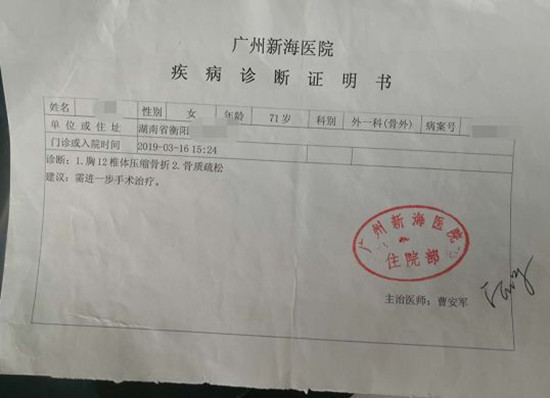 广州新海医院
疾病诊断证明书
姓名 性别 女 年龄 71岁 科别 外一科(骨外) 病案号
单位或住址 湖南省衡阳
门诊或入院时间 2019-03-16 15:24
诊断：1.胸12椎体压缩骨折2.骨质疏松
建议：需进一步手术治疗。
广州新海医院
住院部
主治医师：曹安军